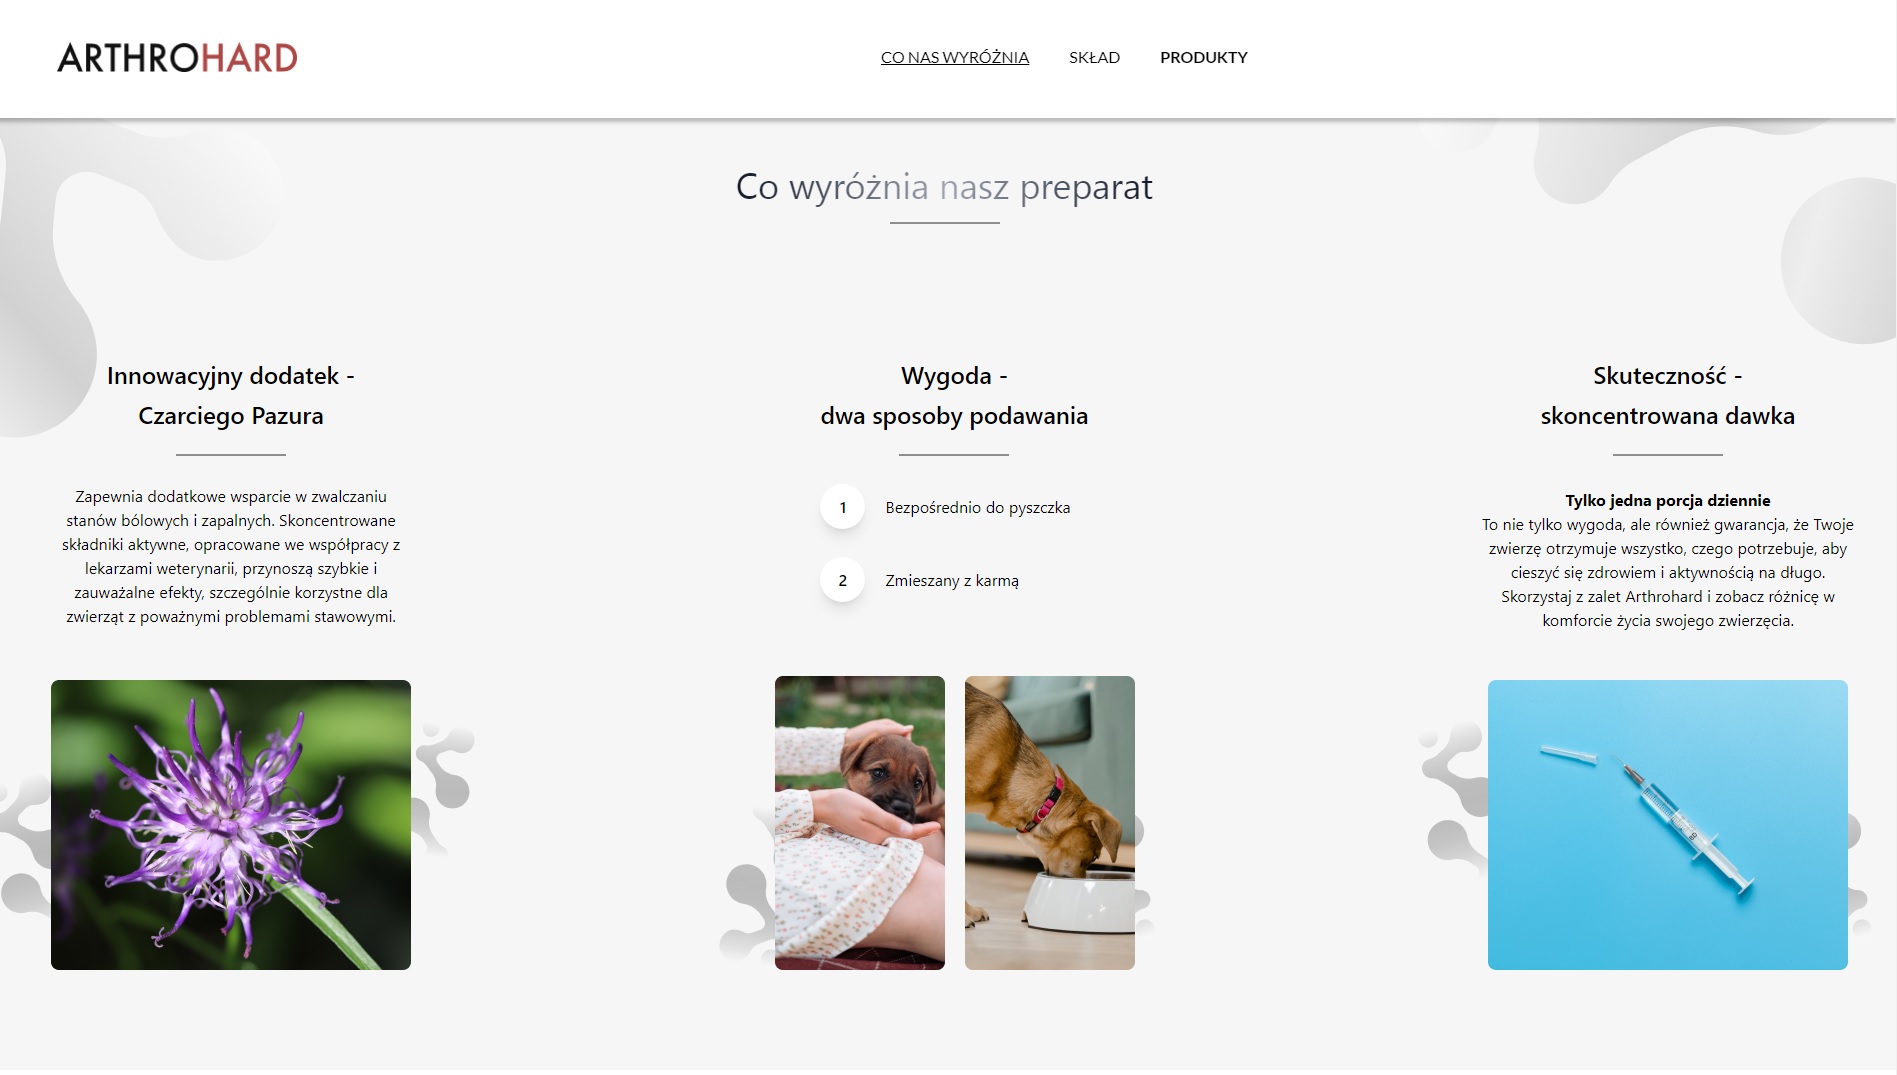 ARTHROHARD
CO NAS WYRÓŻNIA
SKŁAD
PRODUKTY
Co wyróżnia nasz preparat
Innowacyjny dodatek -
Czarciego Pazura
Zapewnia dodatkowe wsparcie w zwalczaniu
stanów bólowych i zapalnych. Skoncentrowane
składniki aktywne, opracowane we współpracy z
lekarzami weterynarii, przynoszą szybkie i
zauważalne efekty, szczególnie korzystne dla
zwierząt z poważnymi problemami stawowymi.
Wygoda -
dwa sposoby podawania
1 Bezpośrednio do pyszczka
2 Zmieszany z karmą
Skuteczność -
skoncentrowana dawka
Tylko jedna porcja dziennie
To nie tylko wygoda, ale również gwarancja, że Twoje
zwierzę otrzymuje wszystko, czego potrzebuje, aby
cieszyć się zdrowiem i aktywnością na długo.
Skorzystaj z zalet Arthrohard i zobacz różnicę w
komforcie życia swojego zwierzęcia.